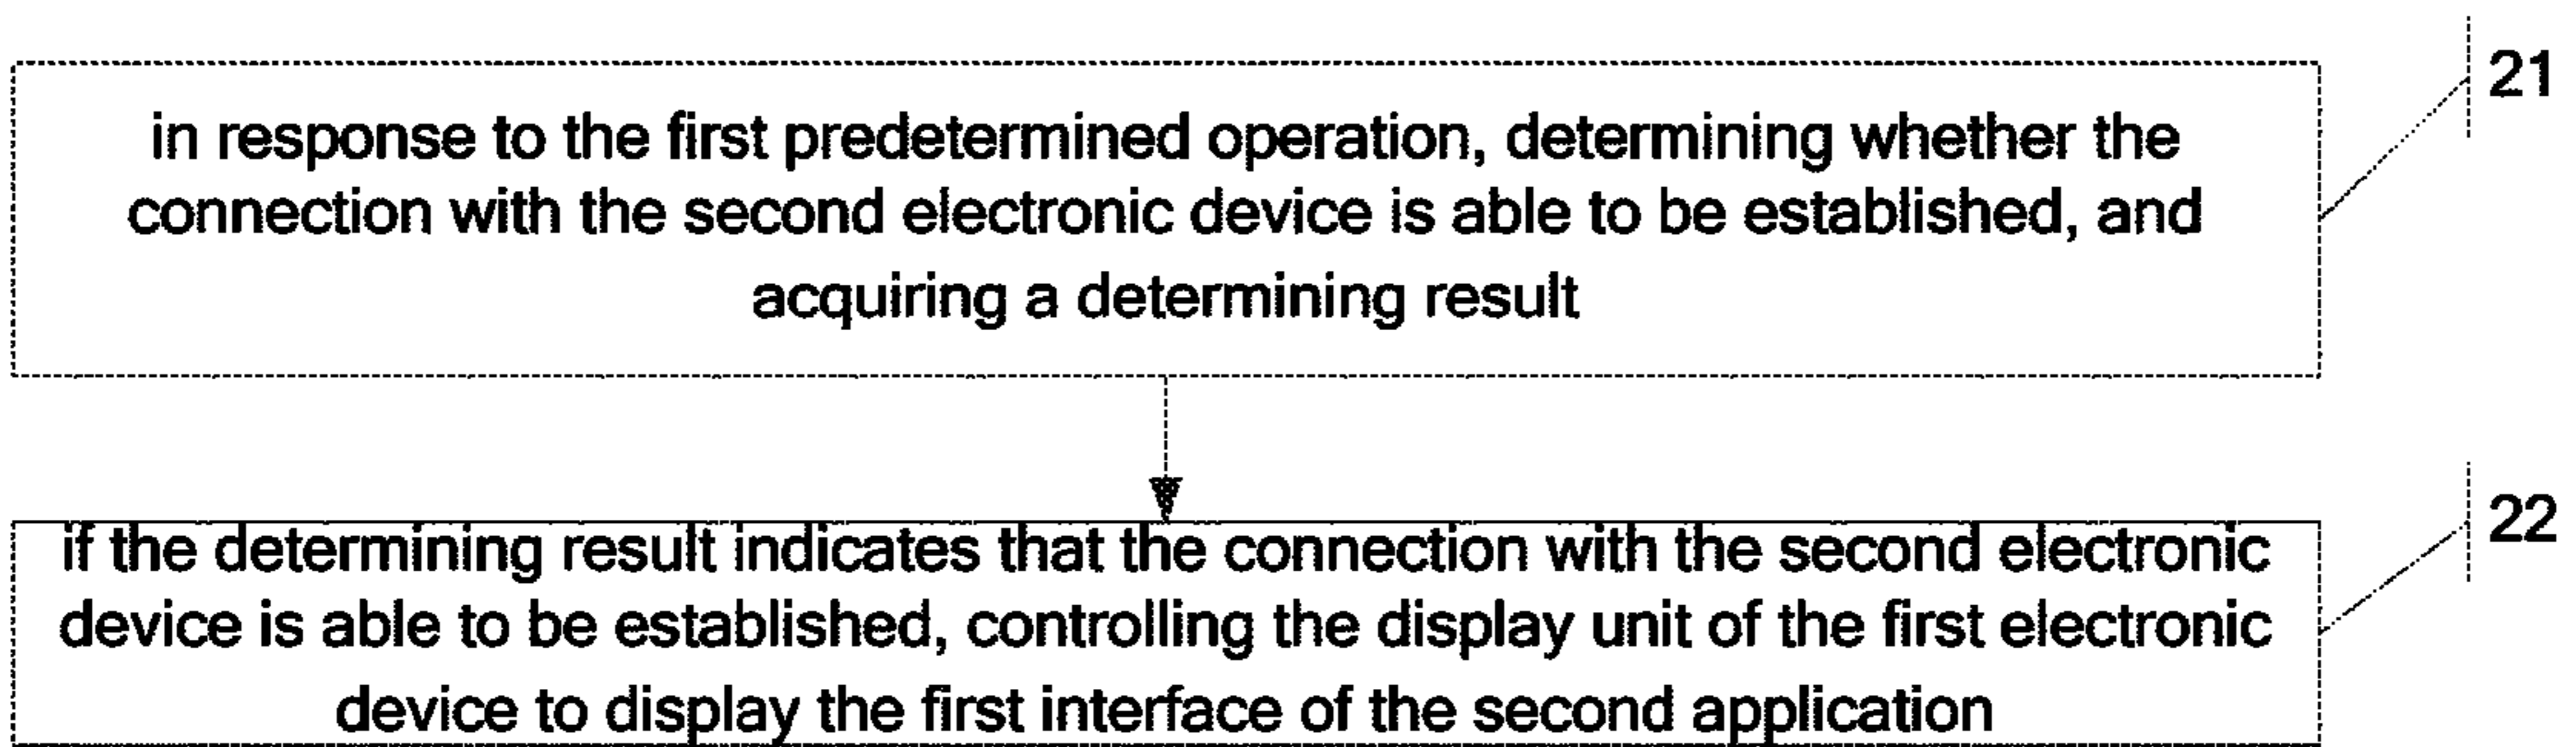 21
in response to the first predetermined operation, determining whether the
connection with the second electronic device is able to be established, and
acquiring a determining result
22
if the determining result indicates that the connection with the second electronic
device is able to be established, controlling the display unit of the first electronic
device to display the first interface of the second application